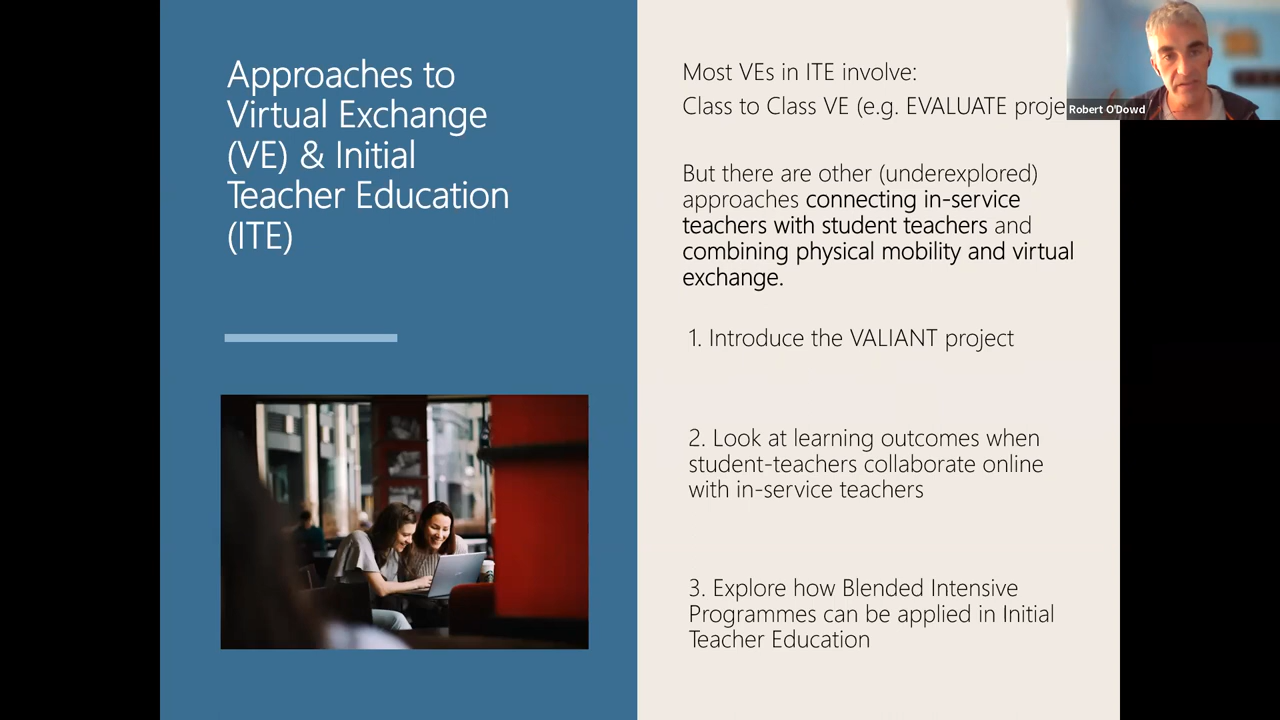 Approaches to
Virtual Exchange
(VE) & Initial
Teacher Education
(ITE)
Most VEs in ITE involve:
Class to Class VE (e.g. EVALUATE proje
Robert O'Dowd
But there are other (underexplored)
approaches connecting in-service
teachers with student teachers and
combining physical mobility and virtual
exchange.
1. Introduce the VALIANT project
2. Look at learning outcomes when
student-teachers collaborate online
with in-service teachers
3. Explore how Blended Intensive
Programmes can be applied in Initial
Teacher Education